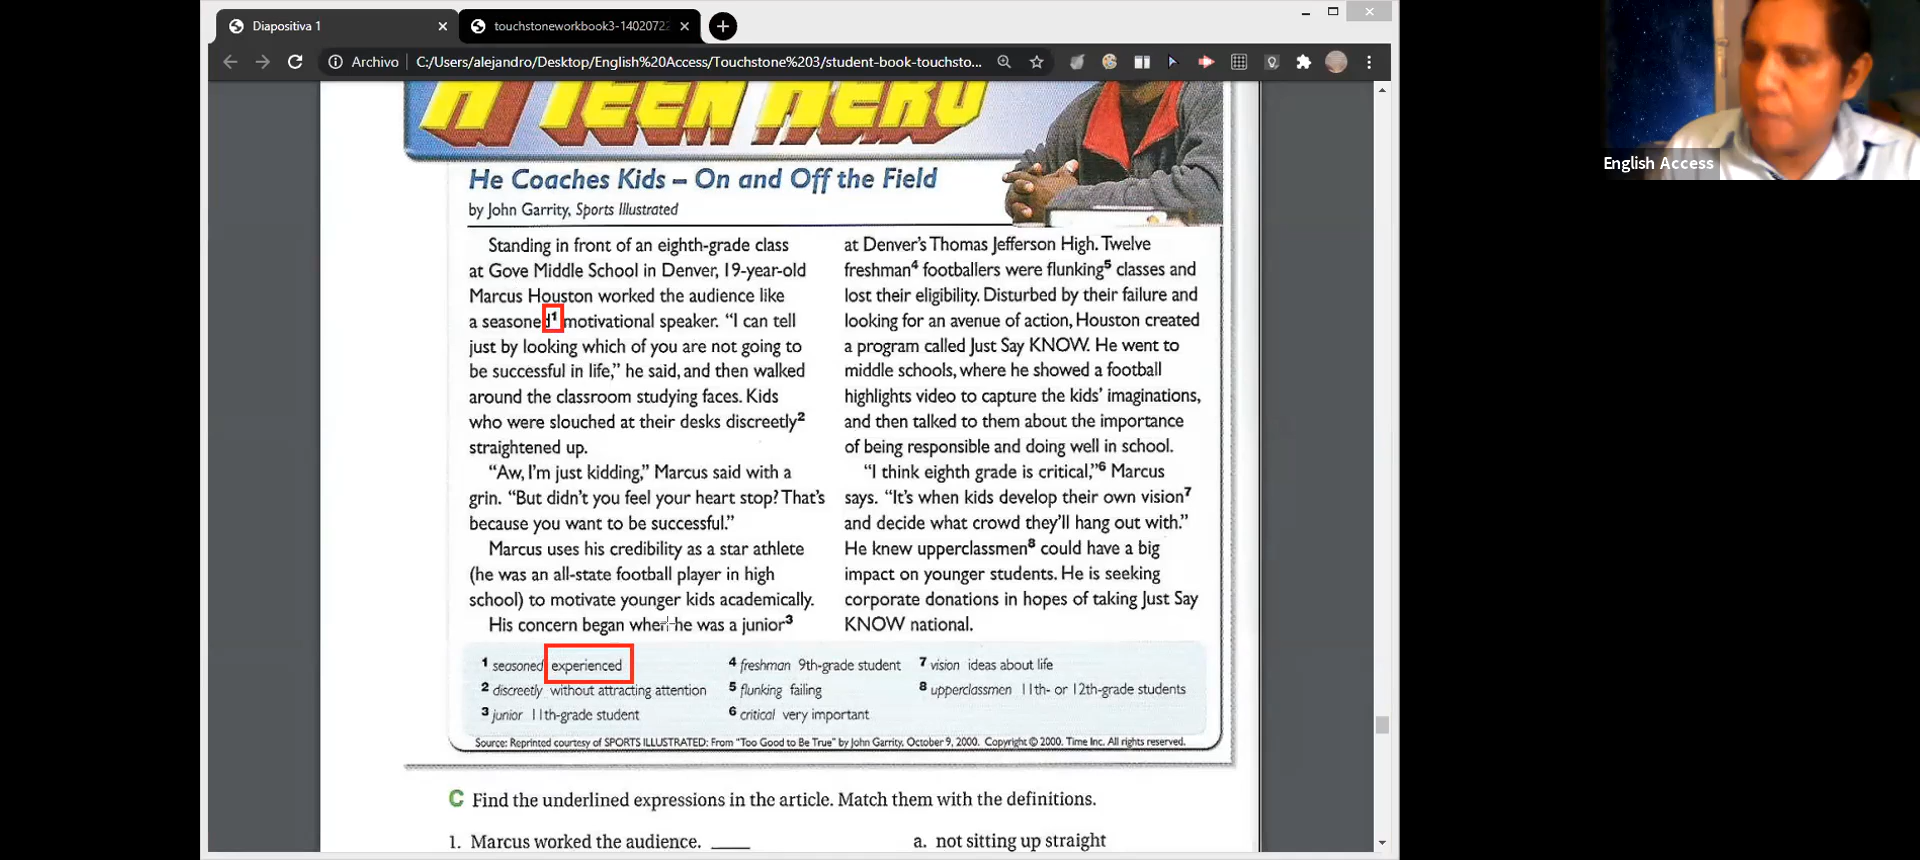 Diapositiva 1
touchstoneworkbook3-14020722
Archivo
C:/Users/alejandro/Desktop/English%20Access/Touchstone%203/student-book-touchsto...
English Access
A TEEN HERO
He Coaches Kids – On and Off the Field
by John Garrity, Sports Illustrated
Standing in front of an eighth-grade class
at Gove Middle School in Denver, 19-year-old
Marcus Houston worked the audience like
a seasoned¹ motivational speaker. “I can tell
just by looking which of you are not going to
be successful in life,” he said, and then walked
around the classroom studying faces. Kids
who were slouched at their desks discreetly²
straightened up.
“Aw, I’m just kidding,” Marcus said with a
grin. “But didn’t you feel your heart stop? That’s
because you want to be successful.”
Marcus uses his credibility as a star athlete
(he was an all-state football player in high
school) to motivate younger kids academically.
His concern began when he was a junior³
at Denver’s Thomas Jefferson High. Twelve
freshman⁴ footballers were flunking⁵ classes and
lost their eligibility. Disturbed by their failure and
looking for an avenue of action, Houston created
a program called Just Say KNOW. He went to
middle schools, where he showed a football
highlights video to capture the kids’ imaginations,
and then talked to them about the importance
of being responsible and doing well in school.
“I think eighth grade is critical,”⁶ Marcus
says. “It’s when kids develop their own vision⁷
and decide what crowd they’ll hang out with.”
He knew upperclassmen⁸ could have a big
impact on younger students. He is seeking
corporate donations in hopes of taking Just Say
KNOW national.
¹ seasoned experienced
² discreetly without attracting attention
³ junior 11th-grade student
⁴ freshman 9th-grade student
⁵ flunking failing
⁶ critical very important
⁷ vision ideas about life
⁸ upperclassmen 11th- or 12th-grade students
Source: Reprinted courtesy of SPORTS ILLUSTRATED: From “Too Good to Be True” by John Garrity, October 9, 2000. Copyright © 2000. Time Inc. All rights reserved.
C Find the underlined expressions in the article. Match them with the definitions.
1. Marcus worked the audience. ____
a. not sitting up straight